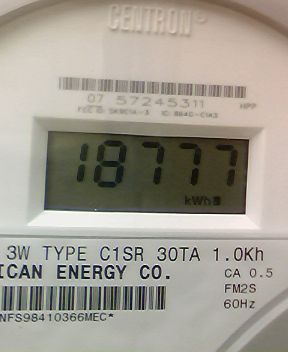 CENTRON®
07 57245311 HPP
18777
kWh
3W TYPE C1SR 30TA 1.0Kh
ICAN ENERGY CO. CA 0.5
FM2S
60Hz
NFS98410366MEC*